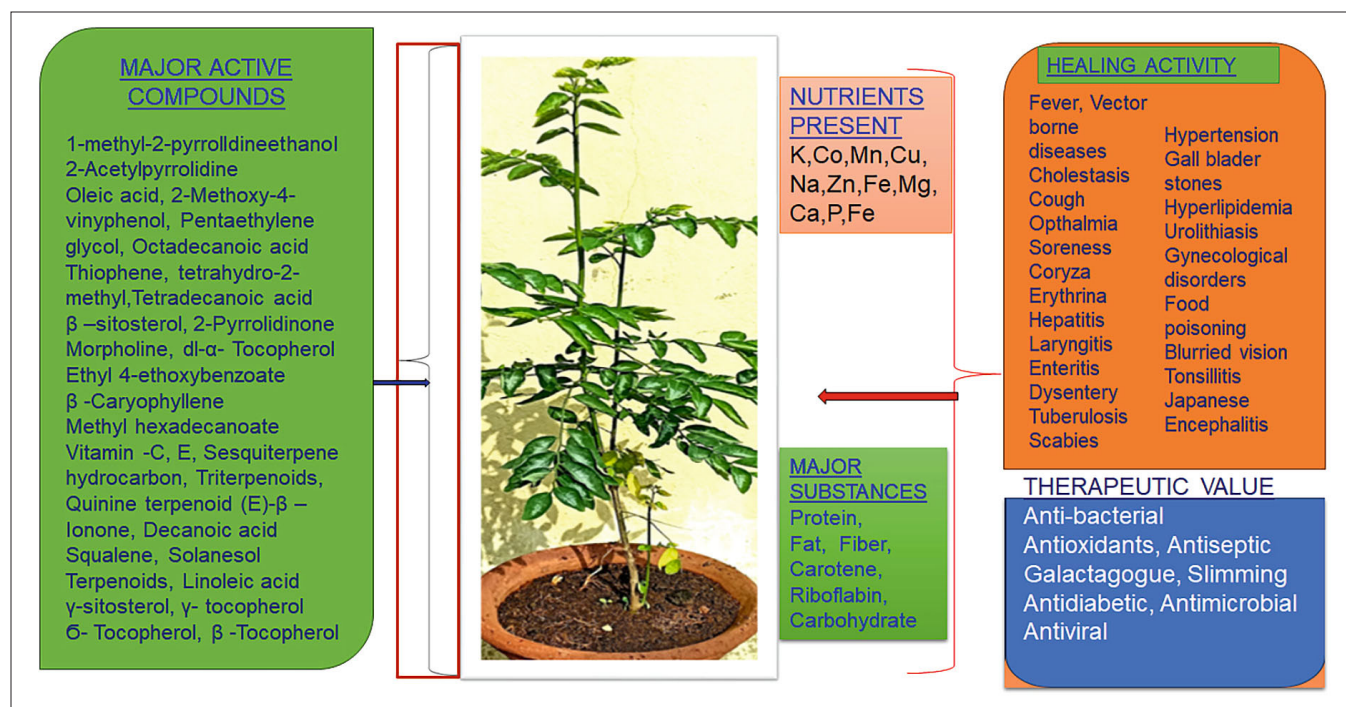 MAJOR ACTIVE
COMPOUNDS
1-methyl-2-pyrrolldineethanol
2-Acetylpyrrolidine
Oleic acid, 2-Methoxy-4-
vinyphenol, Pentaethylene
glycol, Octadecanoic acid
Thiophene, tetrahydro-2-
methyl,Tetradecanoic acid
β –sitosterol, 2-Pyrrolidinone
Morpholine, dl-α- Tocopherol
Ethyl 4-ethoxybenzoate
β -Caryophyllene
Methyl hexadecanoate
Vitamin -C, E, Sesquiterpene
hydrocarbon, Triterpenoids,
Quinine terpenoid (E)-β –
Ionone, Decanoic acid
Squalene, Solanesol
Terpenoids, Linoleic acid
γ-sitosterol, γ- tocopherol
Ϭ- Tocopherol, β -Tocopherol
NUTRIENTS
PRESENT
K,Co,Mn,Cu,
Na,Zn,Fe,Mg,
Ca,P,Fe
MAJOR
SUBSTANCES
Protein,
Fat, Fiber,
Carotene,
Riboflabin,
Carbohydrate
HEALING ACTIVITY
Fever, Vector
borne
diseases
Cholestasis
Cough
Opthalmia
Soreness
Coryza
Erythrina
Hepatitis
Laryngitis
Enteritis
Dysentery
Tuberulosis
Scabies
Hypertension
Gall blader
stones
Hyperlipidemia
Urolithiasis
Gynecological
disorders
Food
poisoning
Blurried vision
Tonsillitis
Japanese
Encephalitis
THERAPEUTIC VALUE
Anti-bacterial
Antioxidants, Antiseptic
Galactagogue, Slimming
Antidiabetic, Antimicrobial
Antiviral